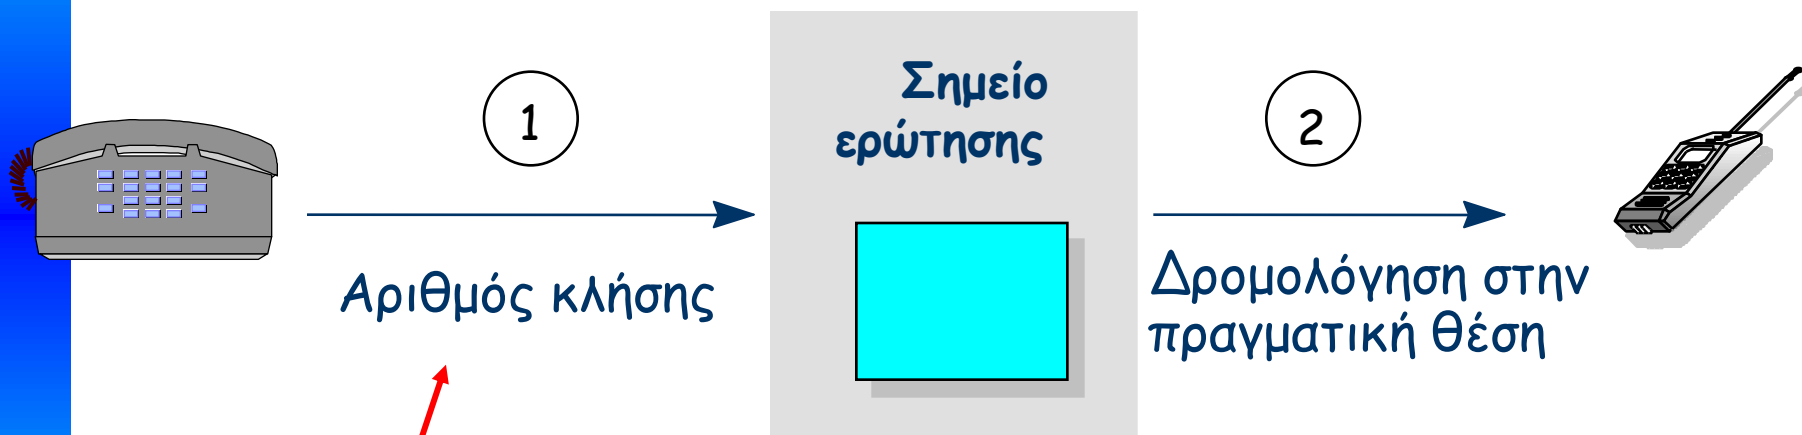 1
Αριθμός κλήσης
Σημείο
ερώτησης
2
Δρομολόγηση στην
πραγματική θέση